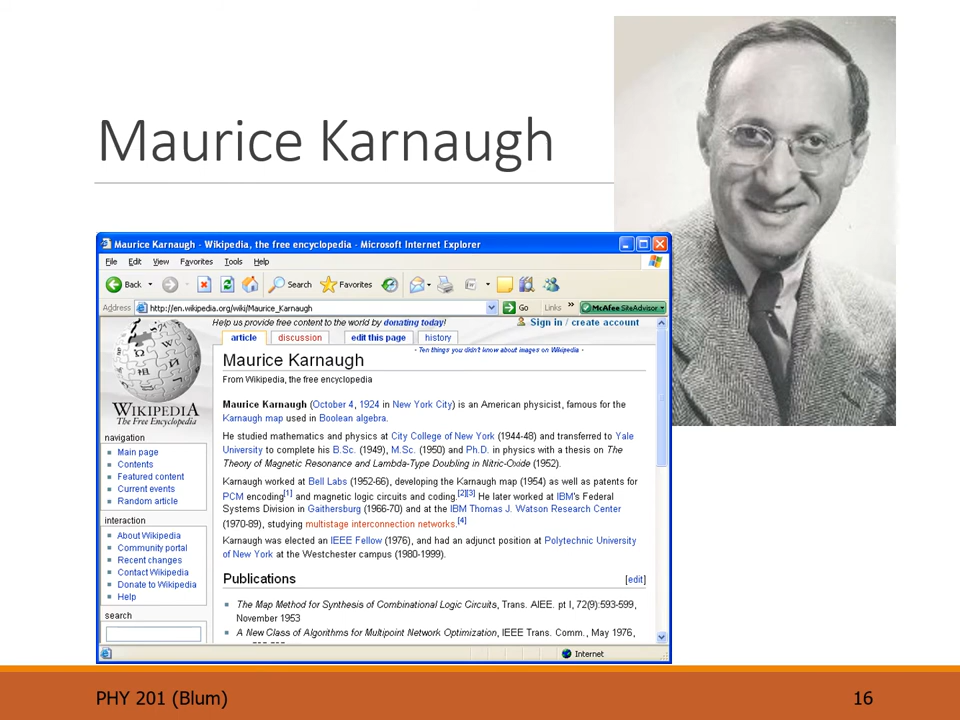 Maurice Karnaugh
Maurice Karnaugh - Wikipedia, the free encyclopedia - Microsoft Internet Explorer
File Edit View Favorites Tools Help
Back Search Favorites
Address http://en.wikipedia.org/wiki/Maurice_Karnaugh Go Links » McAfee SiteAdvisor
Help us provide free content to the world by donating today! Sign in / create account
article discussion edit this page history
- Ten things you didn't know about images on Wikipedia -
Maurice Karnaugh
From Wikipedia, the free encyclopedia
Maurice Karnaugh (October 4, 1924 in New York City) is an American physicist, famous for the
Karnaugh map used in Boolean algebra.
He studied mathematics and physics at City College of New York (1944-48) and transferred to Yale
University to complete his B.Sc. (1949), M.Sc. (1950) and Ph.D. in physics with a thesis on The
Theory of Magnetic Resonance and Lambda-Type Doubling in Nitric-Oxide (1952).
Karnaugh worked at Bell Labs (1952-66), developing the Karnaugh map (1954) as well as patents for
PCM encoding[1] and magnetic logic circuits and coding.[2][3] He later worked at IBM's Federal
Systems Division in Gaithersburg (1966-70) and at the IBM Thomas J. Watson Research Center
(1970-89), studying multistage interconnection networks.[4]
Karnaugh was elected an IEEE Fellow (1976), and had an adjunct position at Polytechnic University
of New York at the Westchester campus (1980-1999).
Publications [edit]
The Map Method for Synthesis of Combinational Logic Circuits, Trans. AIEE. pt I, 72(9):593-599,
November 1953
A New Class of Algorithms for Multipoint Network Optimization, IEEE Trans. Comm., May 1976,
WIKIPEDIA
The Free Encyclopedia
navigation
Main page
Contents
Featured content
Current events
Random article
interaction
About Wikipedia
Community portal
Recent changes
Contact Wikipedia
Donate to Wikipedia
Help
search
Internet
PHY 201 (Blum)
16